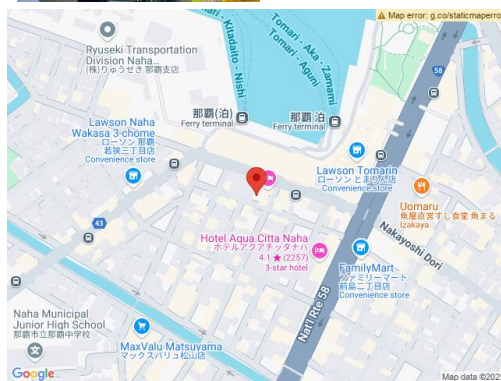 ⚠ Map error: g.co/staticmaperro
Ryuseki Transportation
Division Naha...
(株)りゅうせき 那覇支店
Kitadaito - Nishi
Tomari - Aka - Zamami
Tomari - Aguni
58
那覇(泊)
Ferry terminal
那覇 泊
Ferry terminal
Lawson Naha
Wakasa 3-chome
ローソン 那覇
若狭三丁目店
Convenience store
Lawson Tomarin
ローソン とまりん店
Convenience store
Uomaru
魚屋直営すし食堂 魚まる
Izakaya
43
Nakayoshi Dori
Hotel Aqua Citta Naha
ホテルアクアチッタナハ
4.1 ★ (2257)
3-star hotel
FamilyMart
ファミリーマート
前島二丁目店
Convenience store
Nat'l Rte 58
Naha Municipal
Junior High School
那覇市立那覇中学校
MaxValu Matsuyama
マックスバリュ松山店
58
Google
Map data ©2025